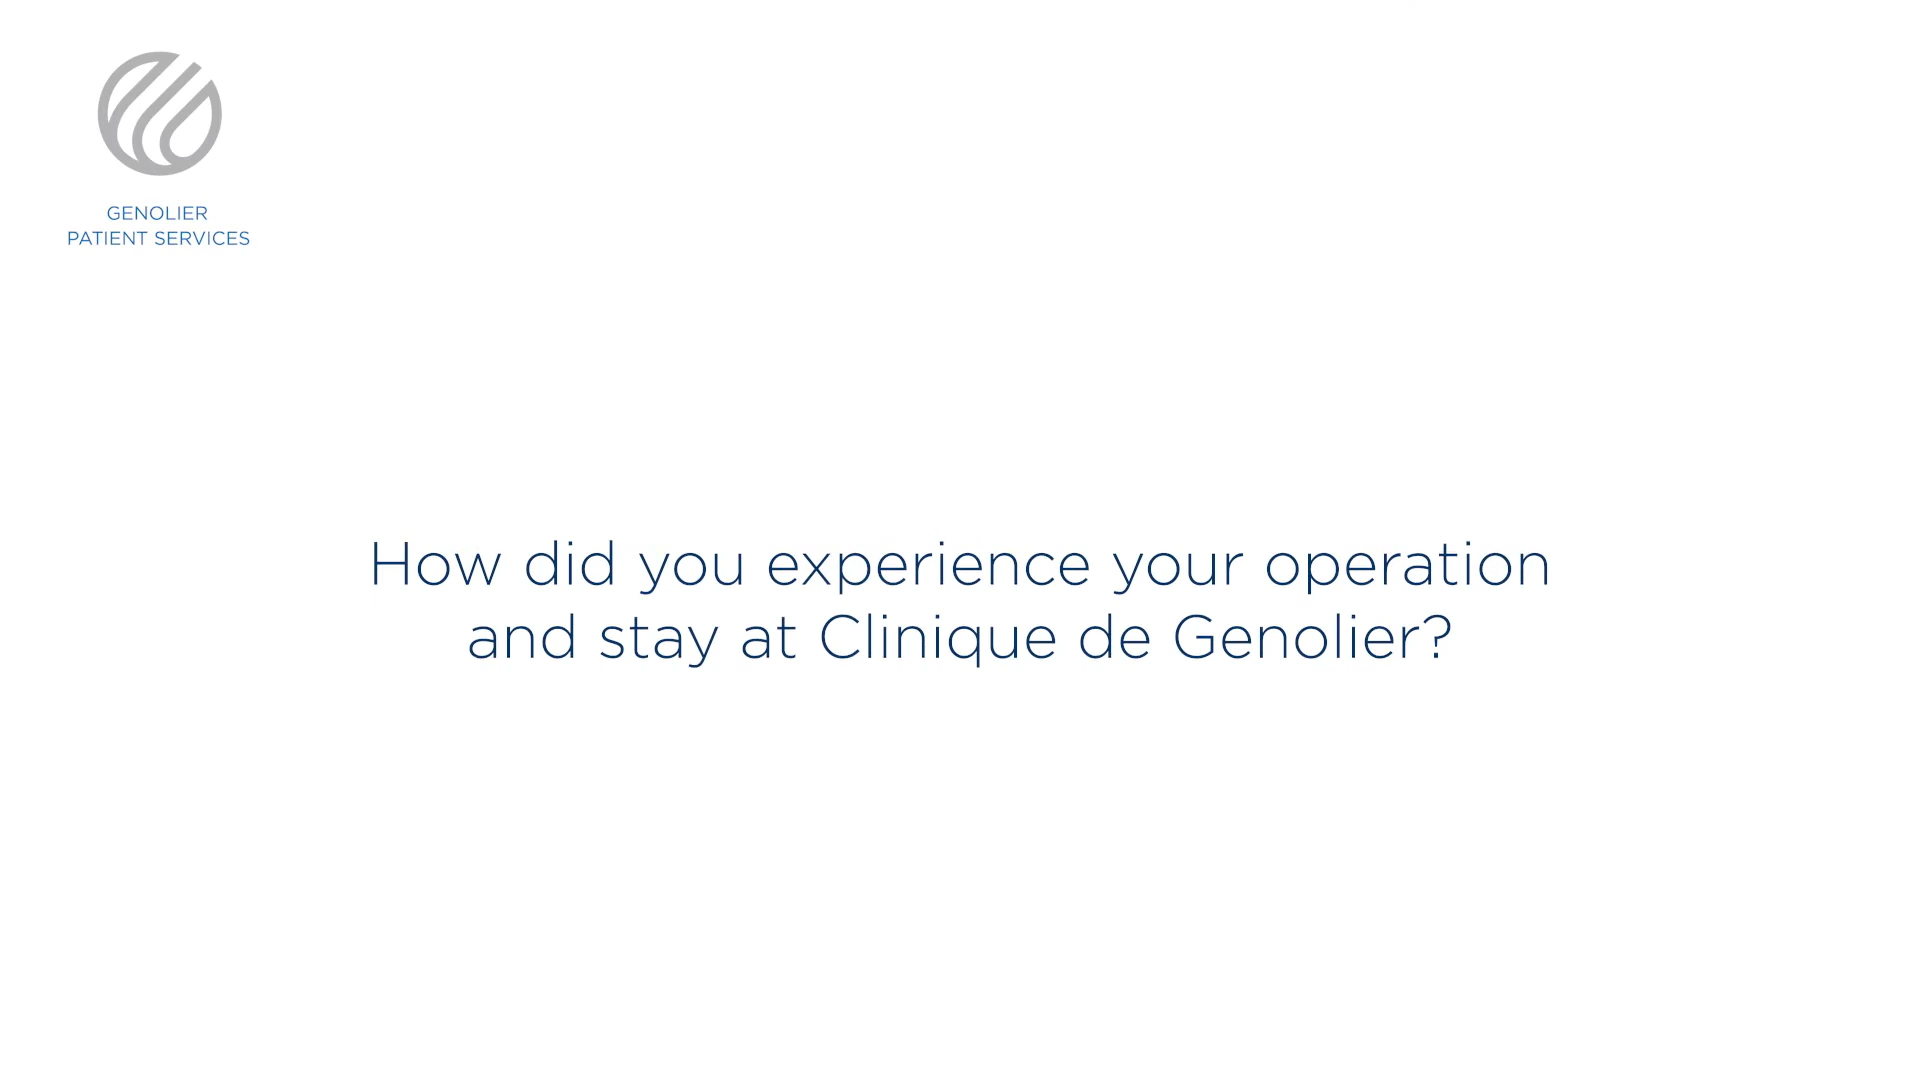 GENOLIER
PATIENT SERVICES
How did you experience your operation
and stay at Clinique de Genolier?